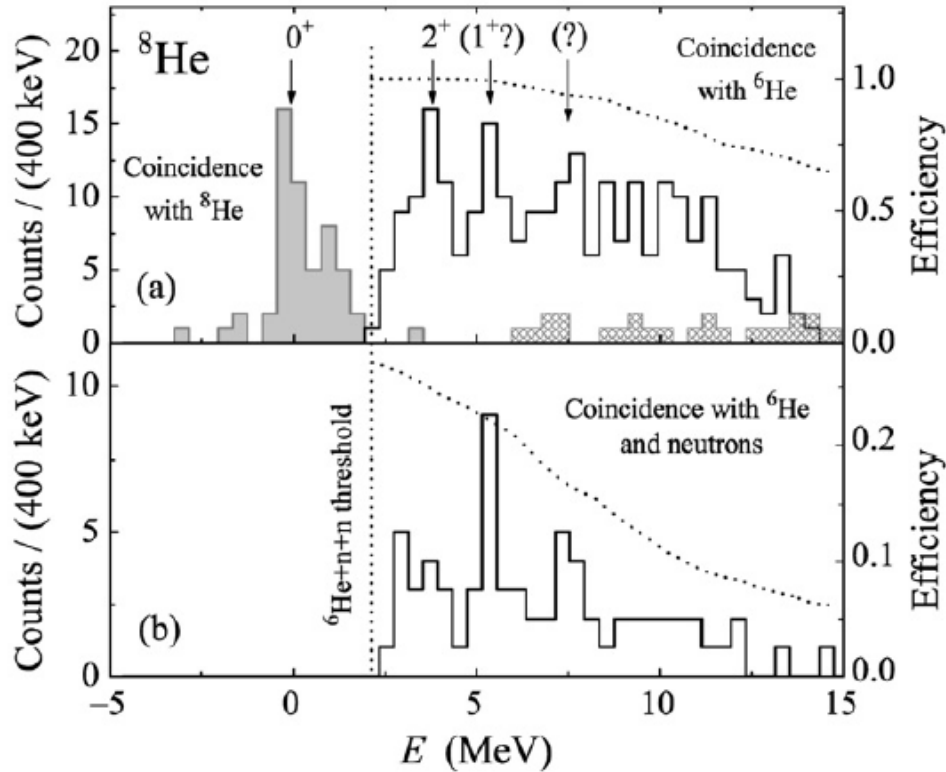 ⁸He
0⁺
2⁺ (1⁺?)
(?)
Coincidence
with ⁶He
Coincidence
with ⁸He
(a)
20
15
10
5
0
Counts / (400 keV)
1.0
0.5
0.0
Efficiency
Coincidence with ⁶He
and neutrons
⁶He+n+n threshold
(b)
10
5
0
Counts / (400 keV)
0.2
0.1
0.0
Efficiency
−5
0
5
10
15
E (MeV)